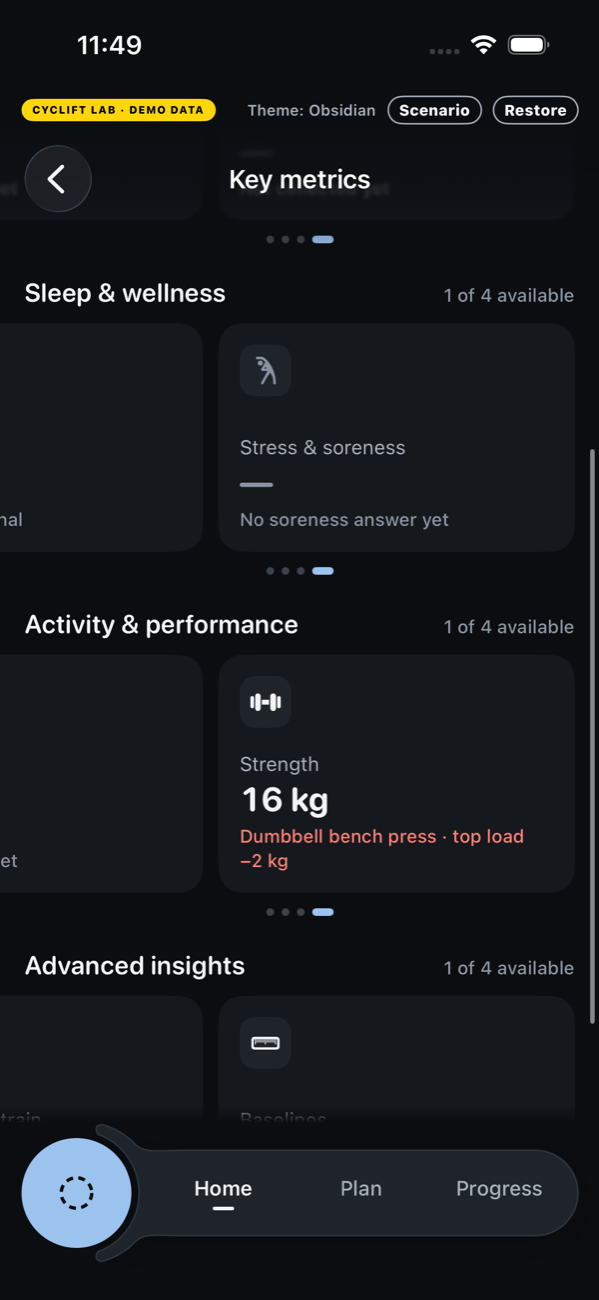 11:49
CYCLIFT LAB · DEMO DATA
Theme: Obsidian
Scenario
Restore
Key metrics
Sleep & wellness
1 of 4 available
Stress & soreness
No soreness answer yet
Activity & performance
1 of 4 available
Strength
16 kg
Dumbbell bench press · top load
−2 kg
Advanced insights
1 of 4 available
Baselines
Home
Plan
Progress